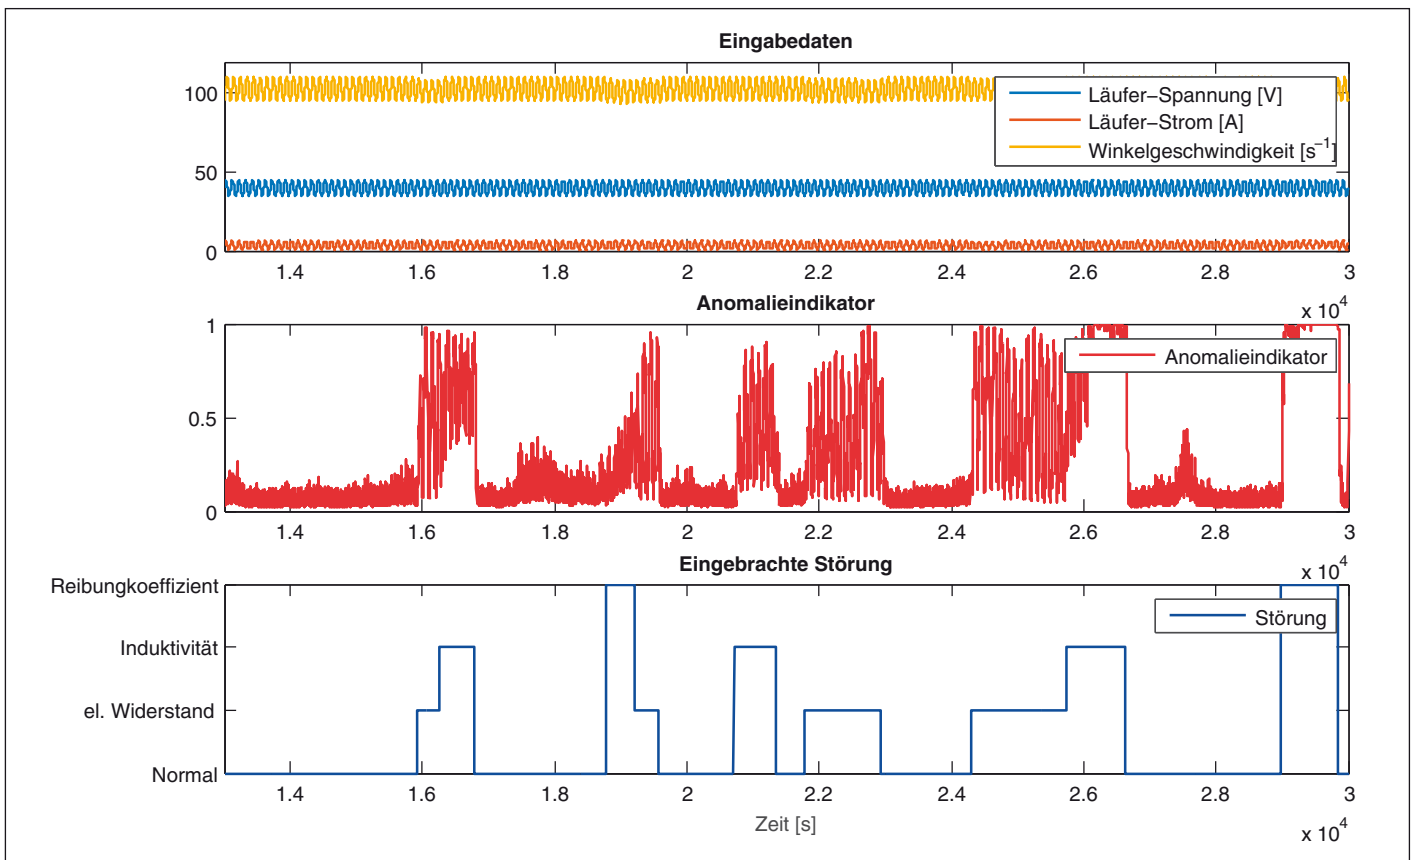 Eingabedaten
100
50
0
Läufer–Spannung [V]
Läufer–Strom [A]
Winkelgeschwindigkeit [s⁻¹]
1.4 1.6 1.8 2 2.2 2.4 2.6 2.8 3
x 10⁴
Anomalieindikator
1
0.5
0
Anomalieindikator
1.4 1.6 1.8 2 2.2 2.4 2.6 2.8 3
x 10⁴
Eingebrachte Störung
Reibungkoeffizient
Induktivität
el. Widerstand
Normal
Störung
1.4 1.6 1.8 2 2.2 2.4 2.6 2.8 3
Zeit [s]
x 10⁴